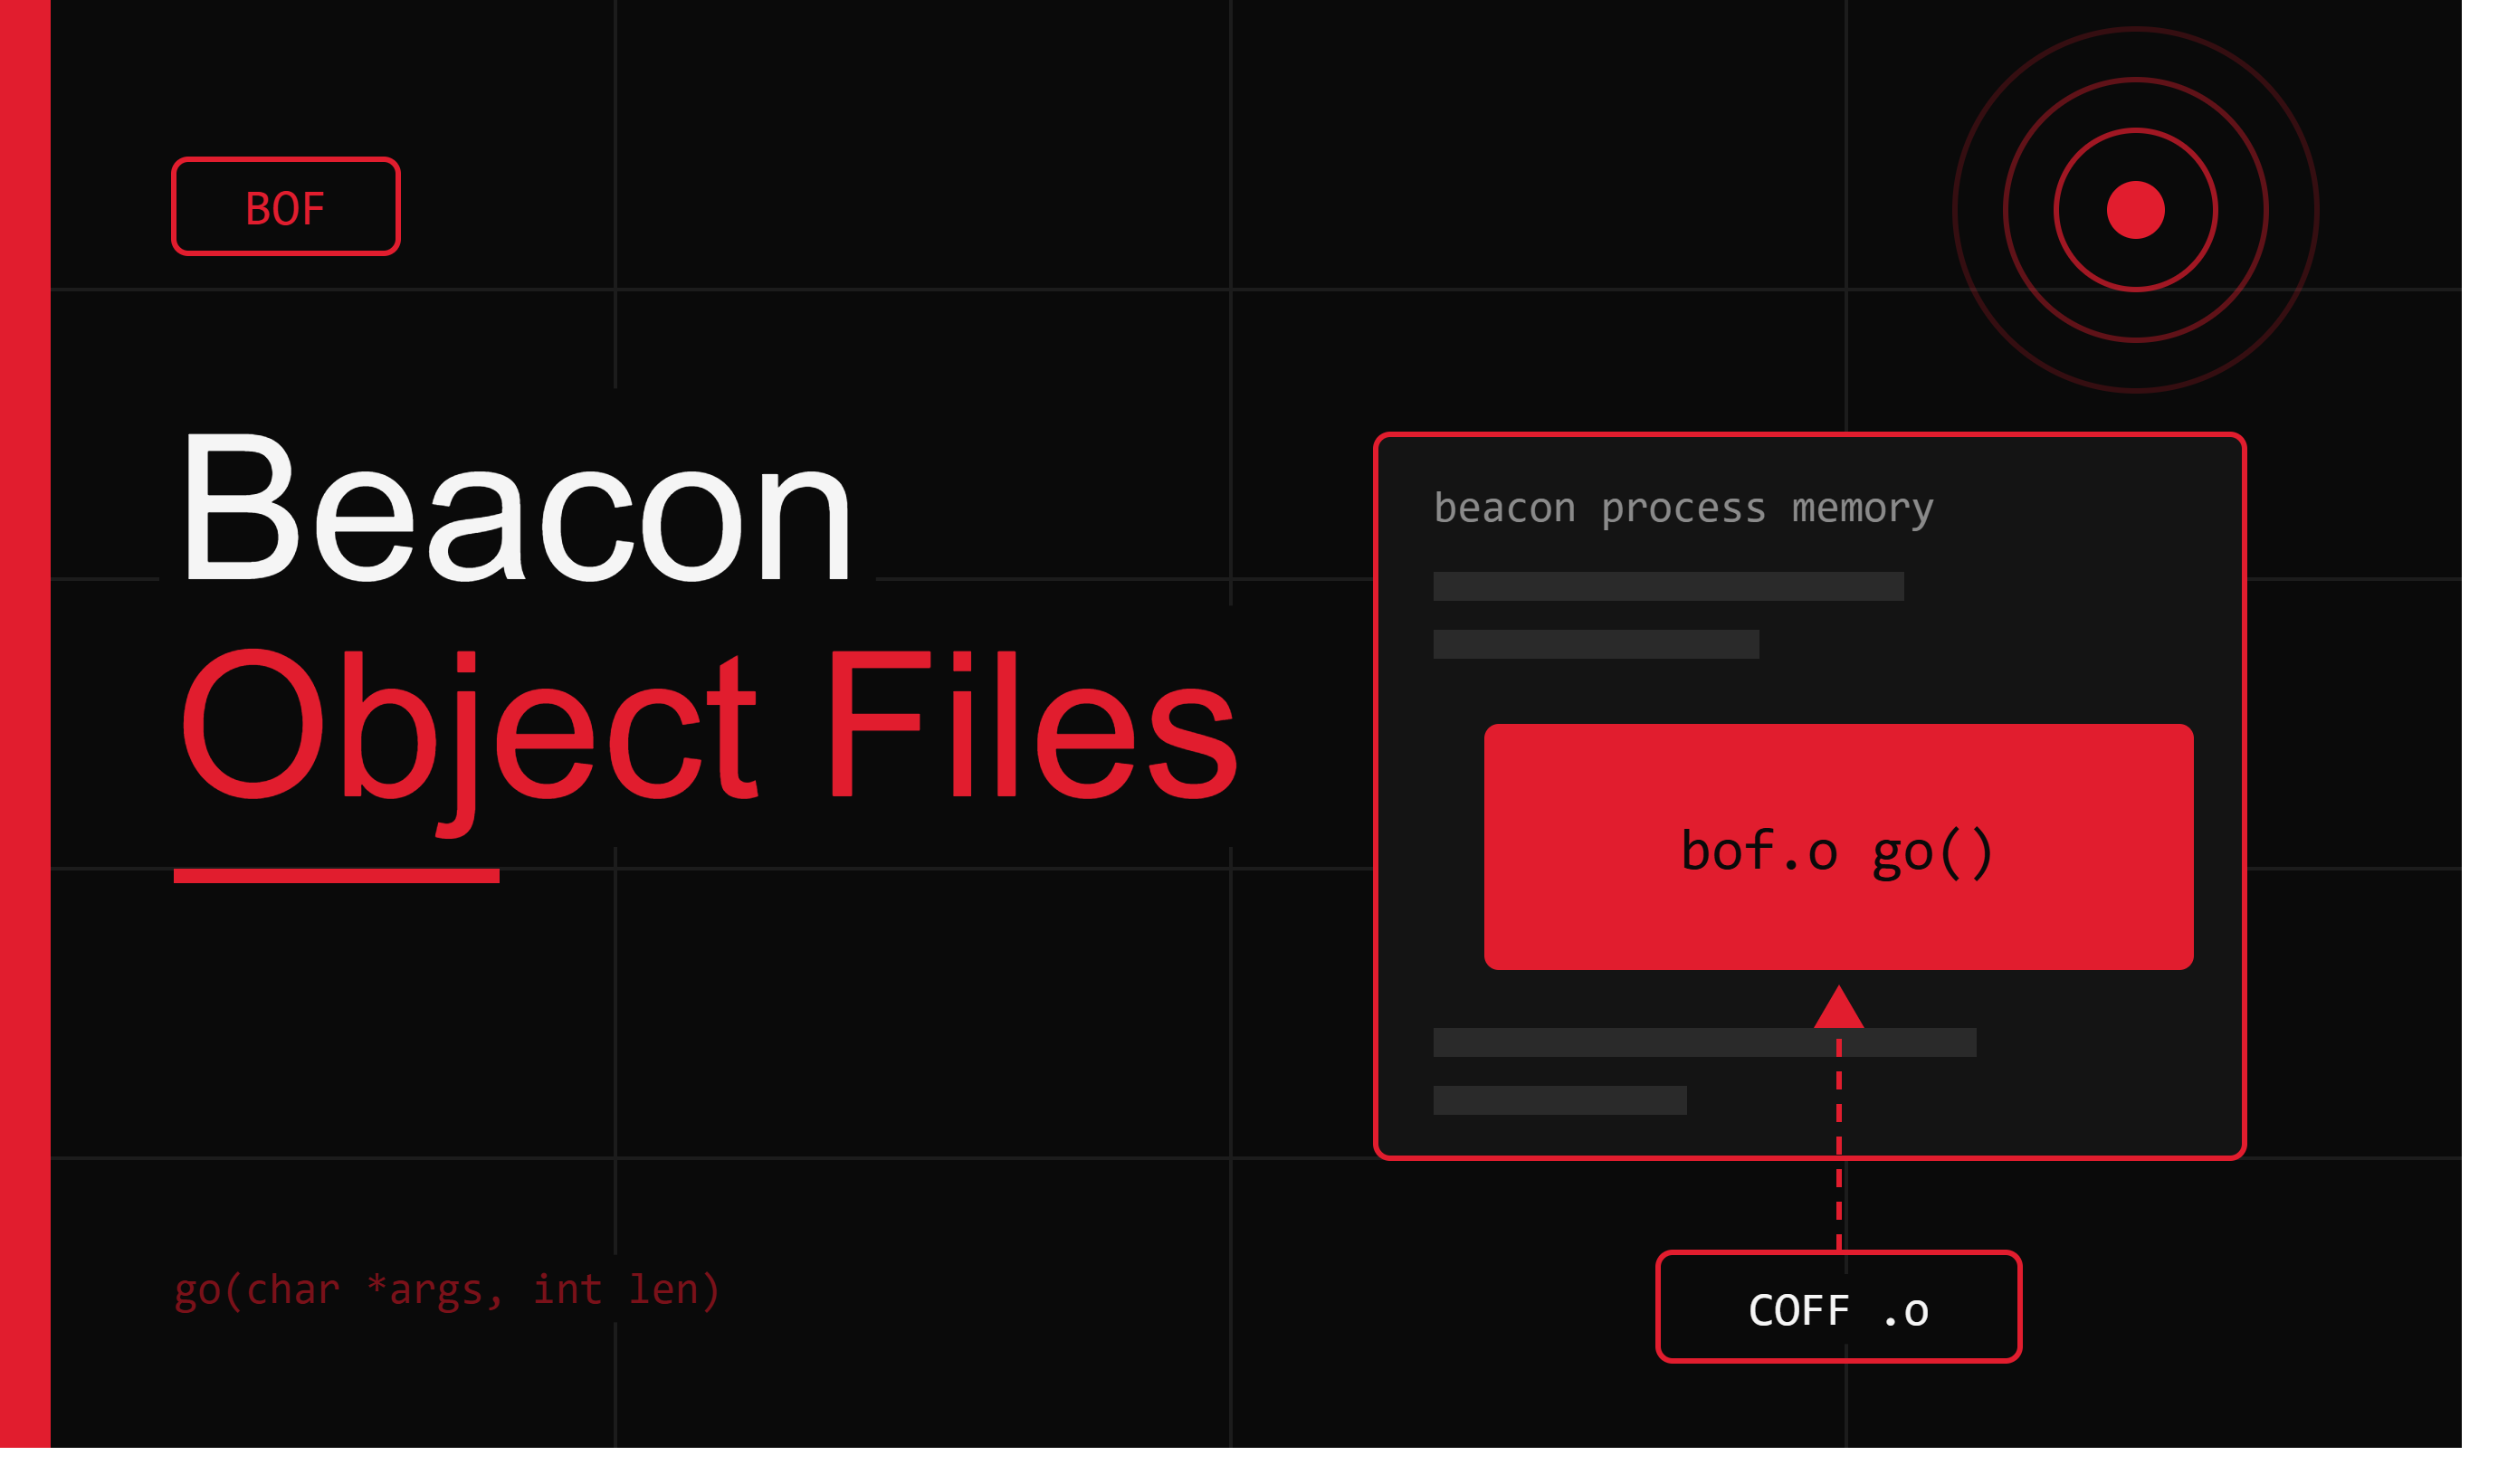 BOF
Beacon
Object Files
beacon process memory
bof.o go()
go(char *args, int len)
COFF .o